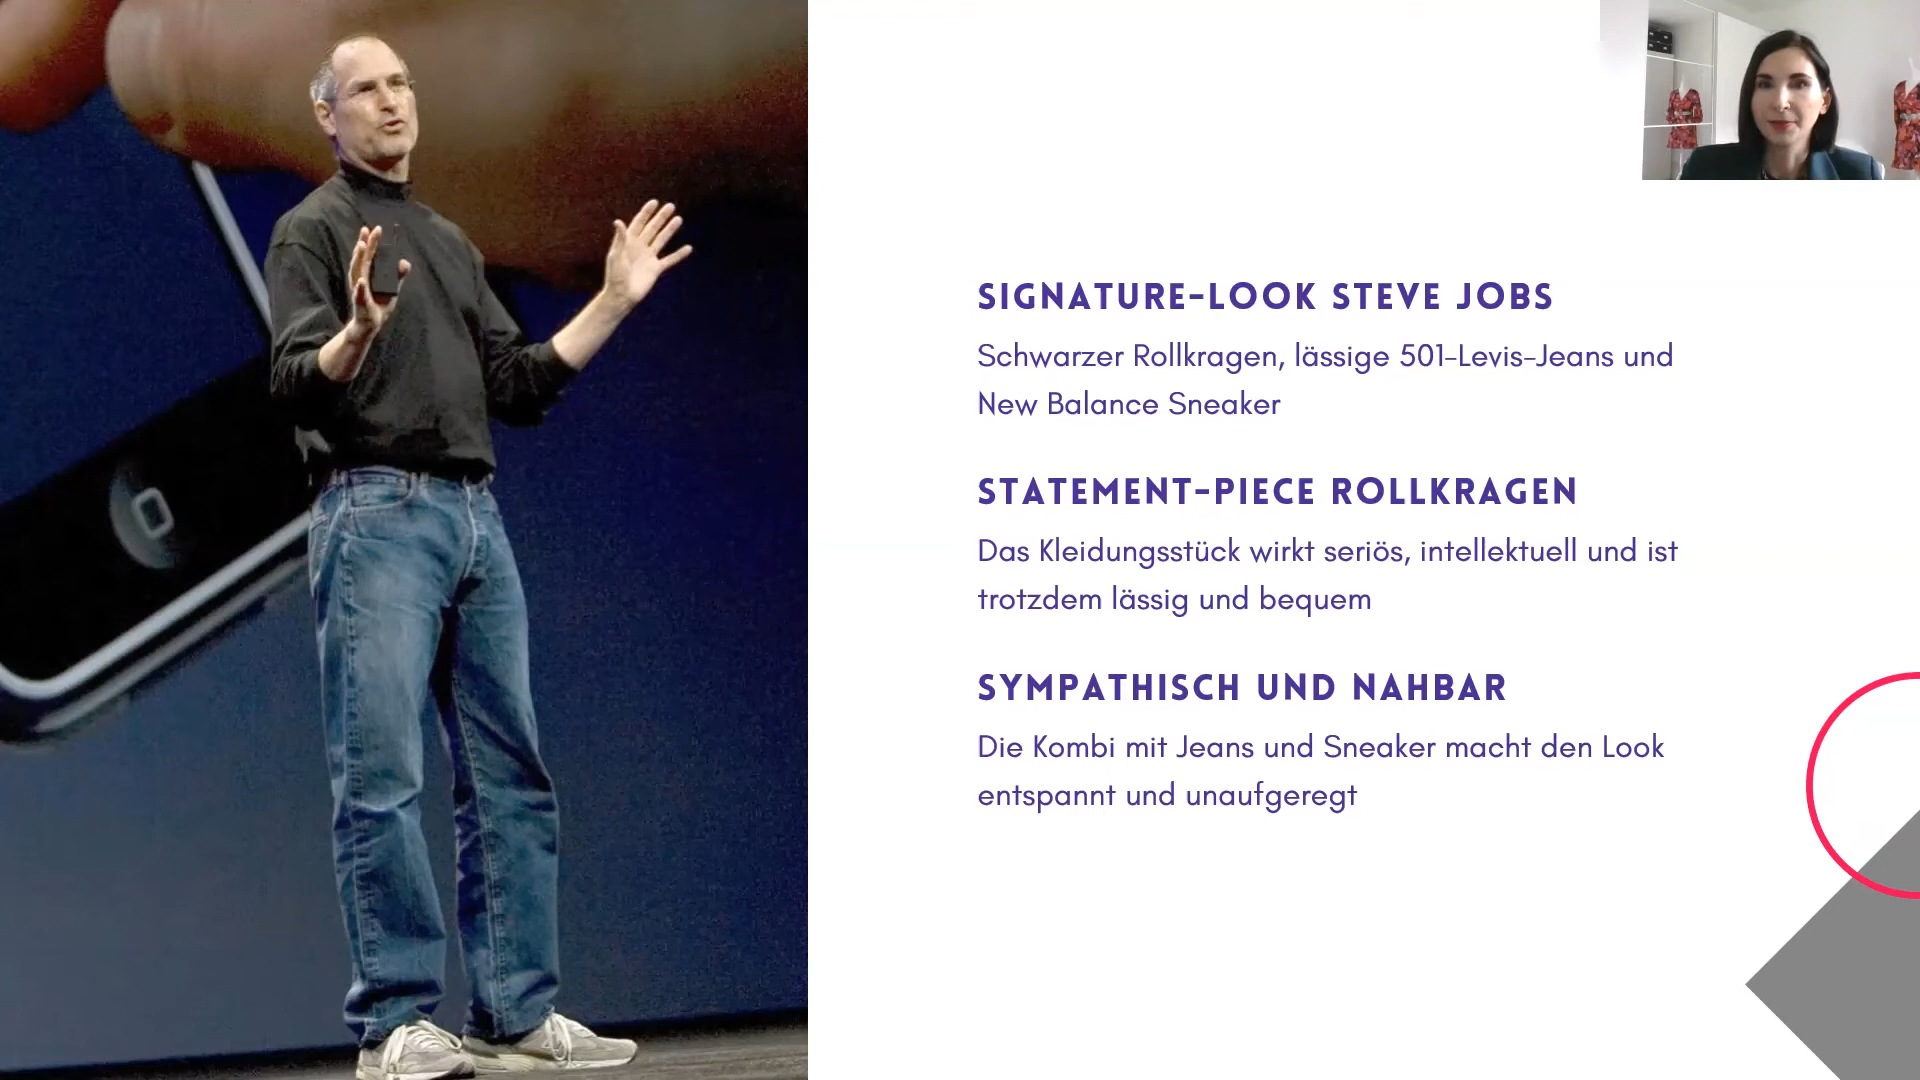 SIGNATURE-LOOK STEVE JOBS
Schwarzer Rollkragen, lässige 501-Levis-Jeans und
New Balance Sneaker
STATEMENT-PIECE ROLLKRAGEN
Das Kleidungsstück wirkt seriös, intellektuell und ist
trotzdem lässig und bequem
SYMPATHISCH UND NAHBAR
Die Kombi mit Jeans und Sneaker macht den Look
entspannt und unaufgeregt